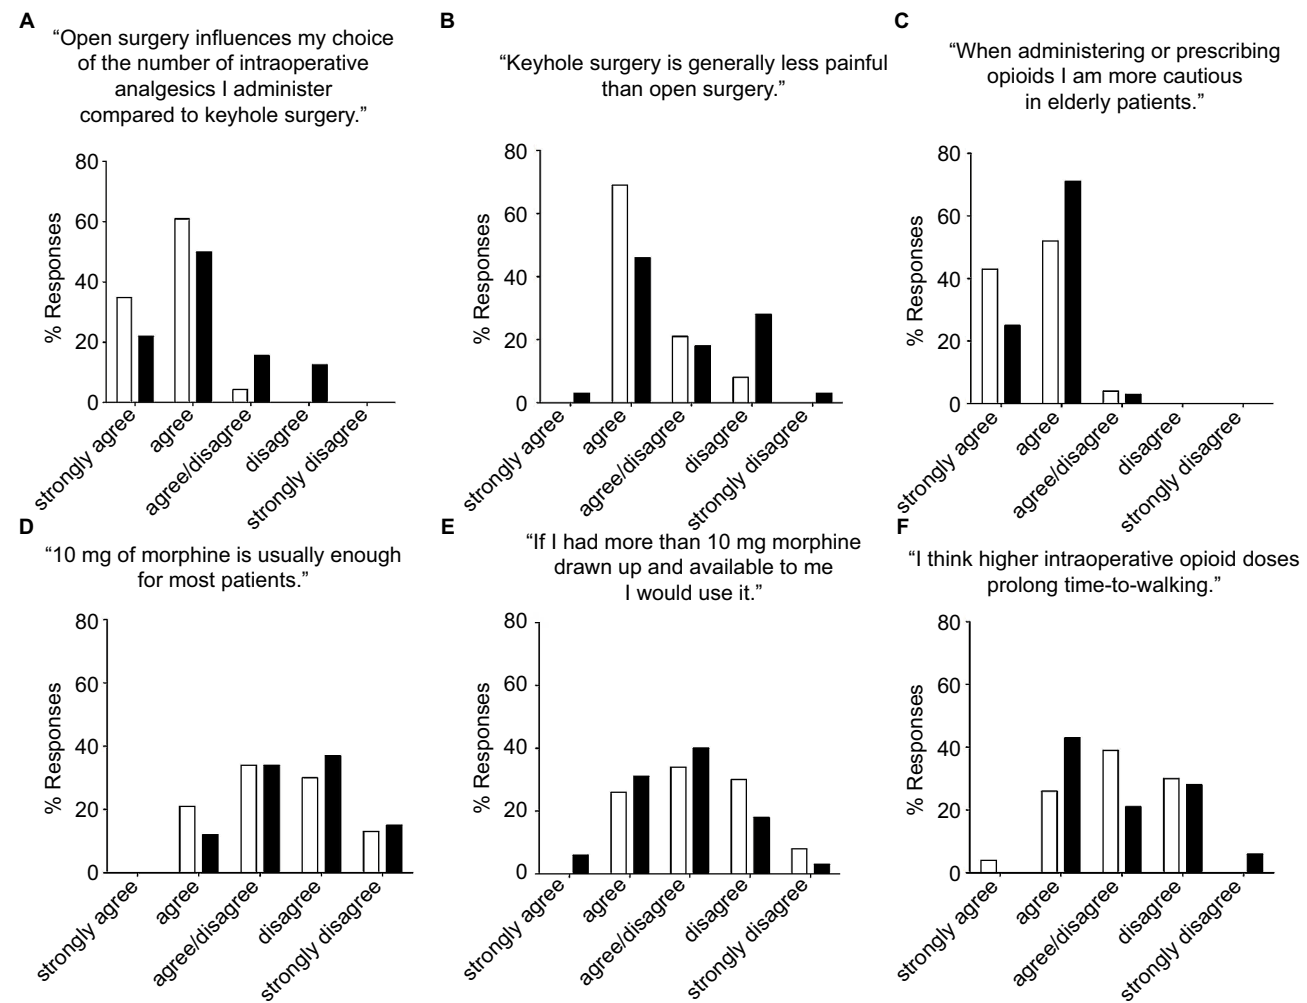 A
“Open surgery influences my choice
of the number of intraoperative
analgesics I administer
compared to keyhole surgery.”
% Responses
80
60
40
20
0
strongly agree
agree
agree/disagree
disagree
strongly disagree
B
“Keyhole surgery is generally less painful
than open surgery.”
% Responses
80
60
40
20
0
strongly agree
agree
agree/disagree
disagree
strongly disagree
C
“When administering or prescribing
opioids I am more cautious
in elderly patients.”
% Responses
80
60
40
20
0
strongly agree
agree
agree/disagree
disagree
strongly disagree
D
“10 mg of morphine is usually enough
for most patients.”
% Responses
80
60
40
20
0
strongly agree
agree
agree/disagree
disagree
strongly disagree
E
“If I had more than 10 mg morphine
drawn up and available to me
I would use it.”
% Responses
80
60
40
20
0
strongly agree
agree
agree/disagree
disagree
strongly disagree
F
“I think higher intraoperative opioid doses
prolong time-to-walking.”
% Responses
80
60
40
20
0
strongly agree
agree
agree/disagree
disagree
strongly disagree